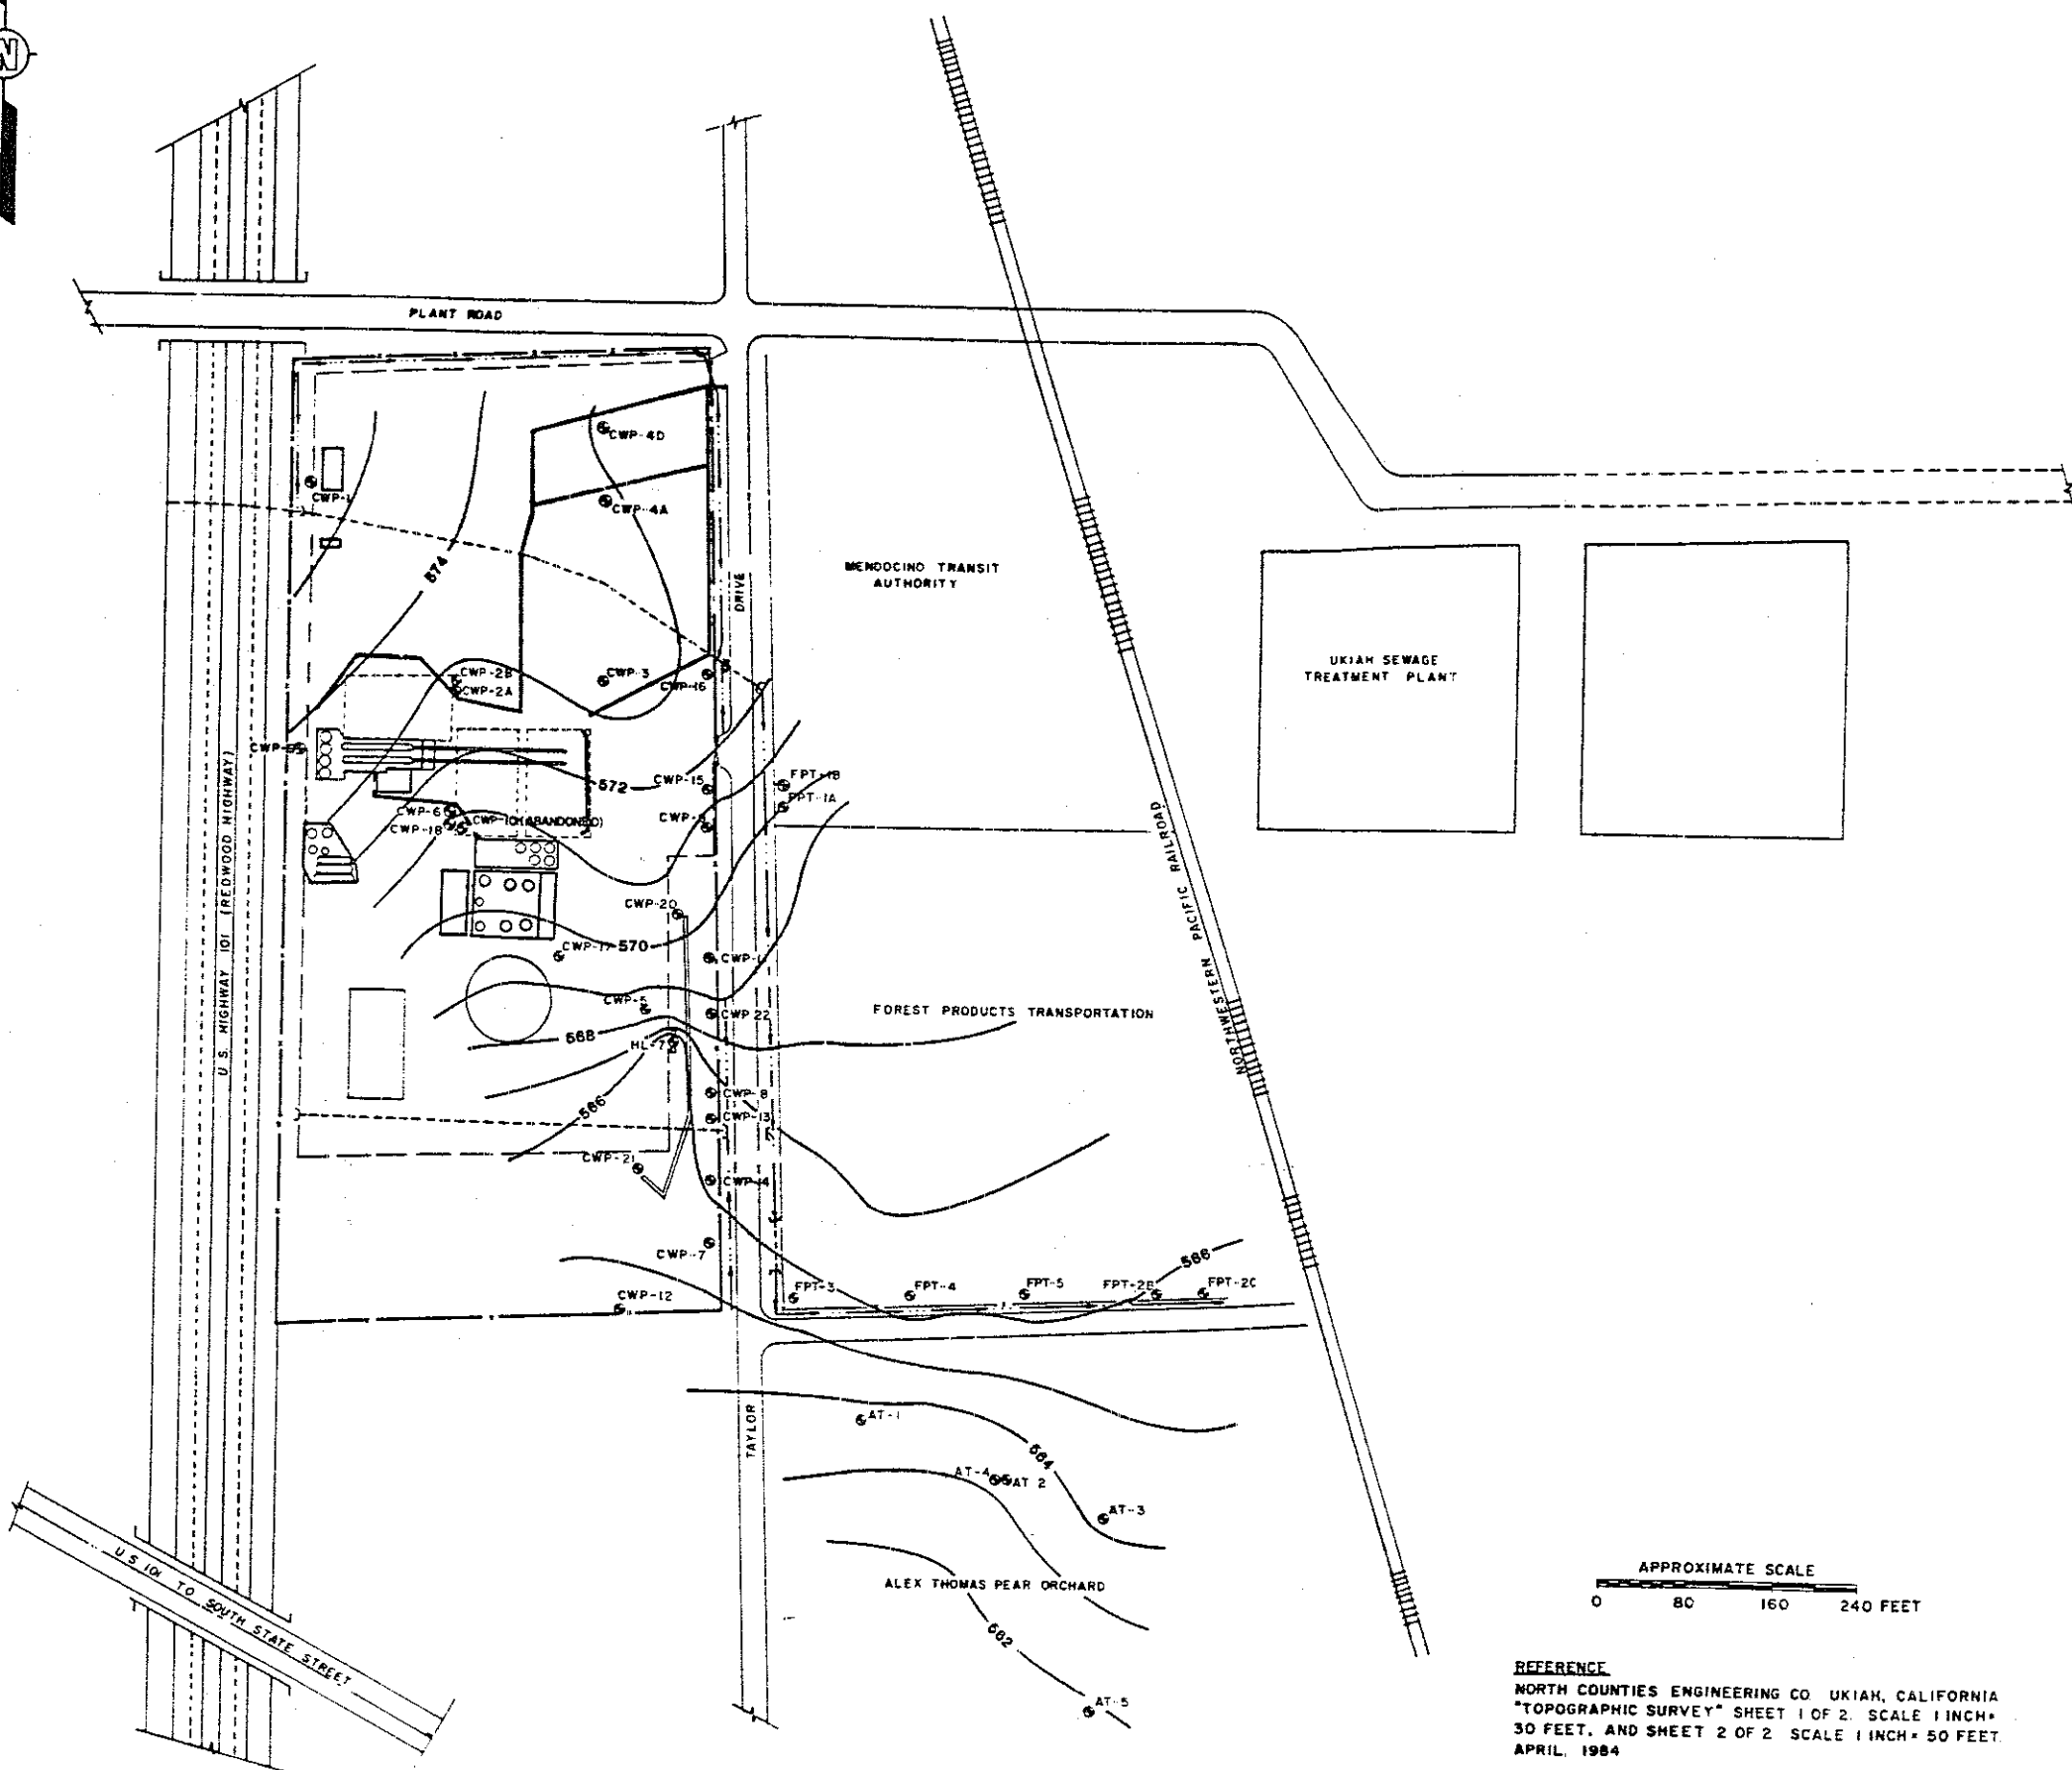 N
PLANT ROAD
CWP-4D
CWP-1
CWP-4A
574
DRIVE
MENDOCINO TRANSIT
AUTHORITY
UKIAH SEWAGE
TREATMENT PLANT
CWP-2B
CWP-2A
CWP-3
CWP-16
U.S. HIGHWAY 101 (REDWOOD HIGHWAY)
572
CWP-15
FPT-1B
FPT-1A
CWP-6
CWP-18
CWP-10 (ABANDONED)
NORTHWESTERN PACIFIC RAILROAD
CWP-20
CWP-17
570
CWP-5
CWP 22
FOREST PRODUCTS TRANSPORTATION
568
HL-7
CWP-8
566
CWP-13
CWP-21
CWP-14
CWP-7
566
CWP-12
FPT-3
FPT-4
FPT-5
FPT-2B
FPT-2C
TAYLOR
AT-1
564
AT-4
AT 2
AT-3
ALEX THOMAS PEAR ORCHARD
562
AT-5
U S 101 TO SOUTH STATE STREET
APPROXIMATE SCALE
0 80 160 240 FEET
REFERENCE
NORTH COUNTIES ENGINEERING CO. UKIAH, CALIFORNIA
"TOPOGRAPHIC SURVEY" SHEET 1 OF 2. SCALE 1 INCH=
30 FEET, AND SHEET 2 OF 2 SCALE 1 INCH = 50 FEET.
APRIL, 1984